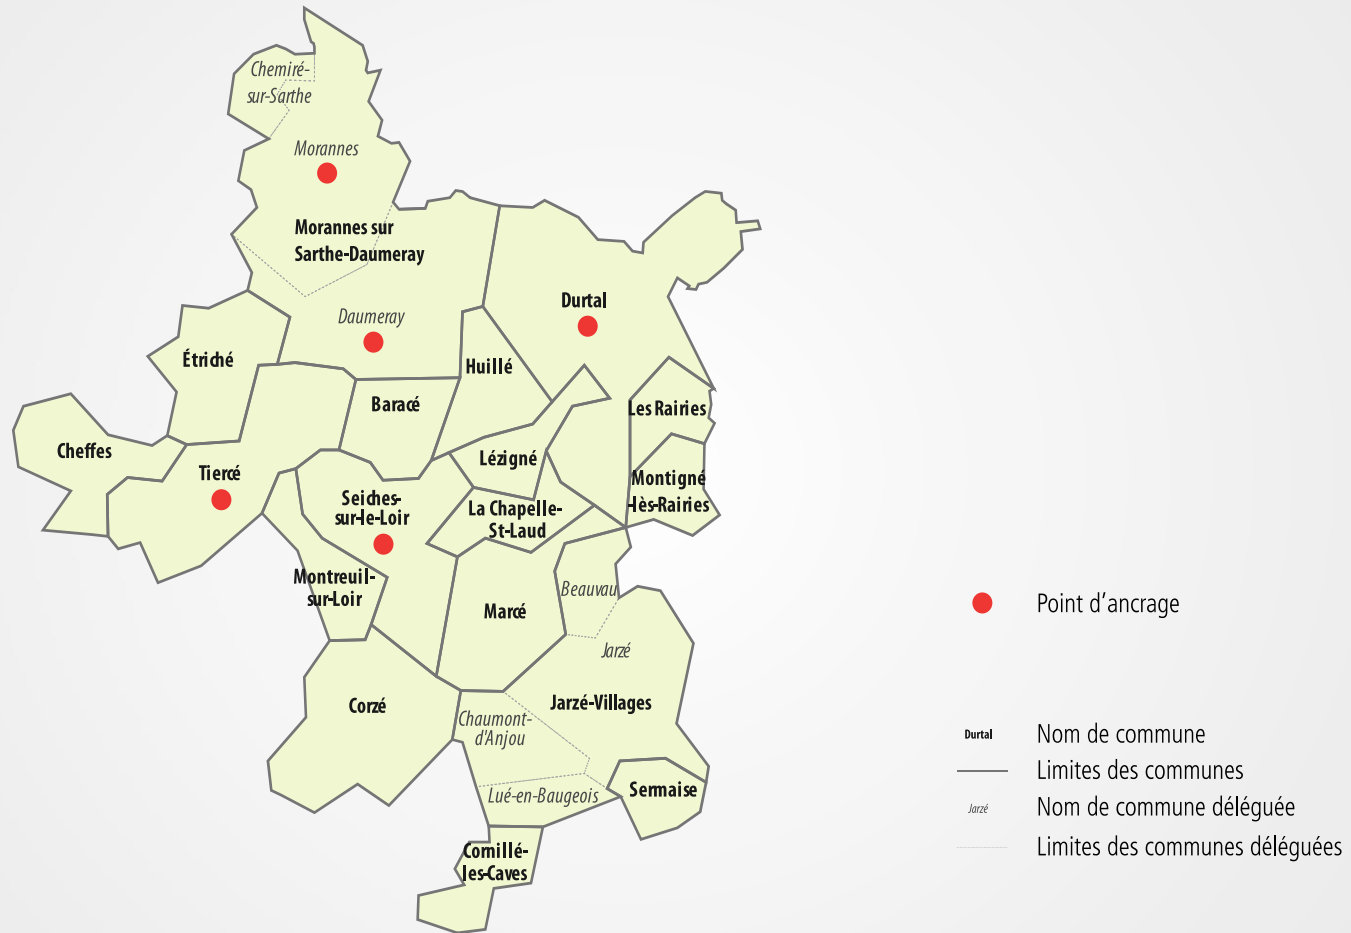 Chemiré-
sur-Sarthe
Morannes
Morannes sur
Sarthe-Daumeray
Durtal
Daumeray
Étriché
Huillé
Baracé
Les Rairies
Cheffes
Lézigné
Tiercé
Montigné
-lès-Rairies
Seiches-
sur-le-Loir
La Chapelle-
St-Laud
Montreuil-
sur-Loir
Beauvau
Marcé
Jarzé
Jarzé-Villages
Corzé
Chaumont-
d'Anjou
Lué-en-Baugeois
Sermaise
Cornillé-
les-Caves
Point d'ancrage
Durtal
Nom de commune
Limites des communes
Jarzé
Nom de commune déléguée
Limites des communes déléguées